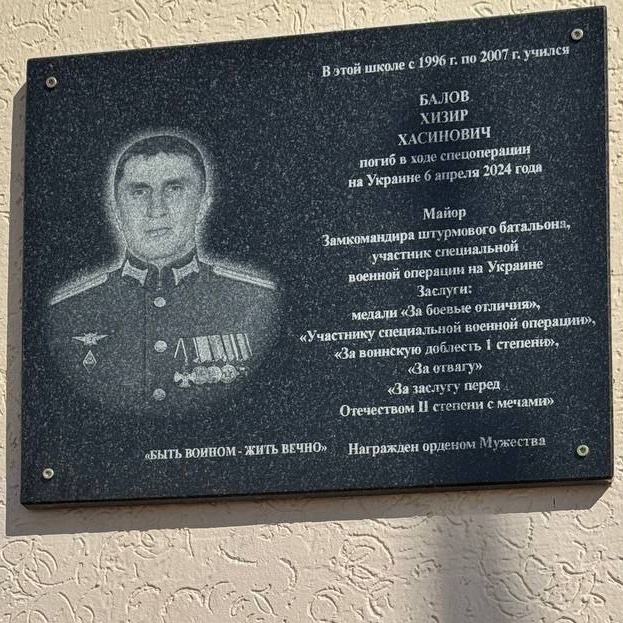 В этой школе с 1996 г. по 2007 г. учился
БАЛОВ
ХИЗИР
ХАСИНОВИЧ
погиб в ходе спецоперации
на Украине 6 апреля 2024 года
Майор
Замкомандира штурмового батальона,
участник специальной
военной операции на Украине
Заслуги:
медали «За боевые отличия»,
«Участнику специальной военной операции»,
«За воинскую доблесть 1 степени»,
«За отвагу»
«За заслугу перед
Отечеством II степени с мечами»
«БЫТЬ ВОИНОМ - ЖИТЬ ВЕЧНО»
Награжден орденом Мужества